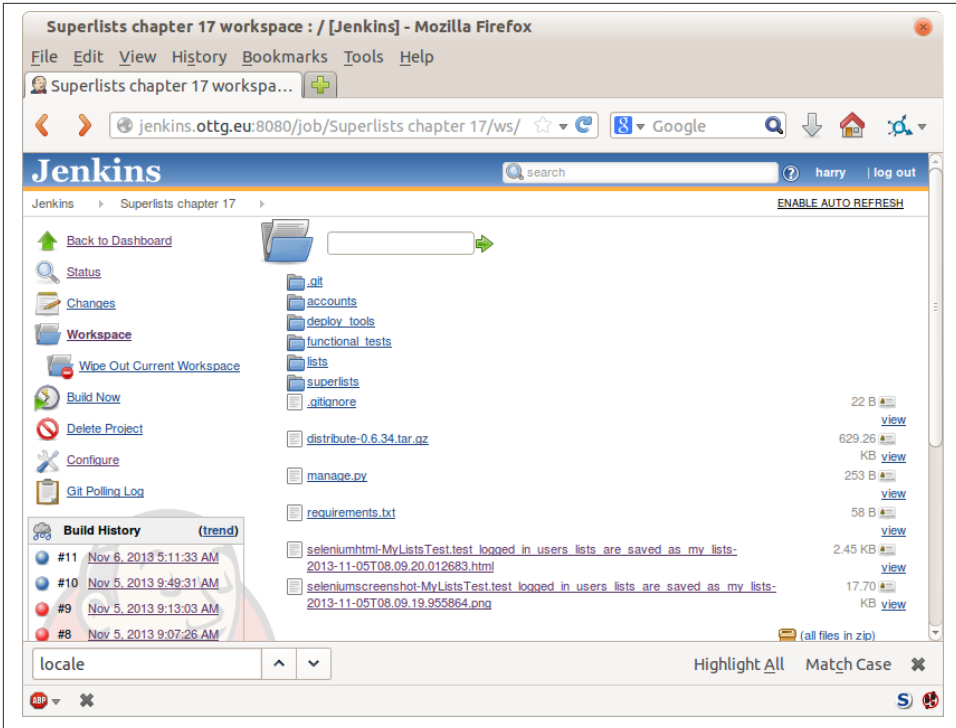 Superlists chapter 17 workspace : / [Jenkins] - Mozilla Firefox
File Edit View History Bookmarks Tools Help
Superlists chapter 17 workspa...
jenkins.ottg.eu:8080/job/Superlists chapter 17/ws/
Google
Jenkins
search
harry | log out
Jenkins Superlists chapter 17
ENABLE AUTO REFRESH
Back to Dashboard
Status
Changes
Workspace
Wipe Out Current Workspace
Build Now
Delete Project
Configure
Git Polling Log
Build History (trend)
#11 Nov 6, 2013 5:11:33 AM
#10 Nov 5, 2013 9:49:31 AM
#9 Nov 5, 2013 9:13:03 AM
#8 Nov 5, 2013 9:07:26 AM
.git
accounts
deploy_tools
functional_tests
lists
superlists
.gitignore 22 B
view
distribute-0.6.34.tar.gz 629.26
KB view
manage.py 253 B
view
requirements.txt 58 B
view
seleniumhtml-MyListsTest.test_logged_in_users_lists_are_saved_as_my_lists- 2.45 KB
2013-11-05T08.09.20.012683.html
view
seleniumscreenshot-MyListsTest.test_logged_in_users_lists_are_saved_as_my_lists- 17.70
2013-11-05T08.09.19.955864.png KB view
(all files in zip)
locale
Highlight All Match Case
ABP
S